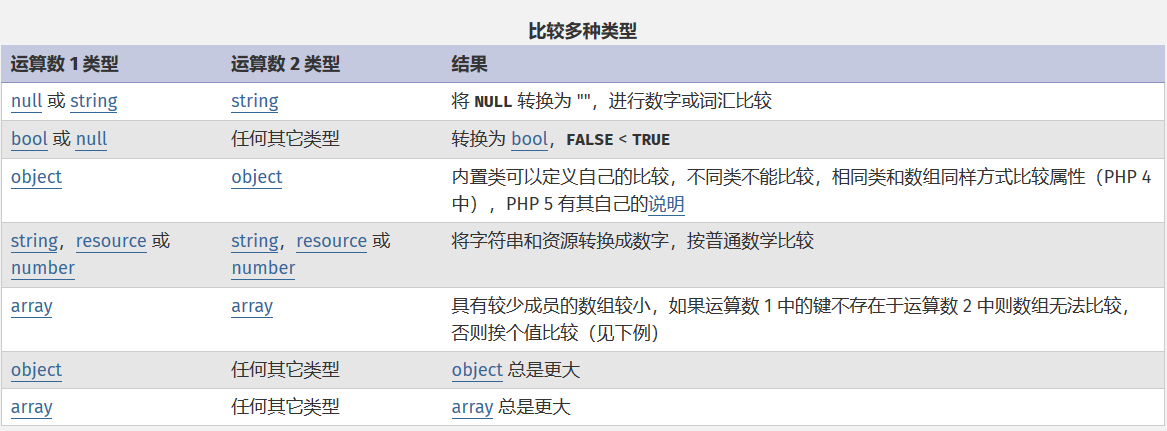 比较多种类型
运算数 1 类型 运算数 2 类型 结果
null 或 string string 将 NULL 转换为 ""，进行数字或词汇比较
bool 或 null 任何其它类型 转换为 bool，FALSE < TRUE
object object 内置类可以定义自己的比较，不同类不能比较，相同类和数组同样方式比较属性（PHP 4
中），PHP 5 有其自己的说明
string，resource 或 string，resource 或 将字符串和资源转换成数字，按普通数学比较
number number
array array 具有较少成员的数组较小，如果运算数 1 中的键不存在于运算数 2 中则数组无法比较，
否则挨个值比较（见下例）
object 任何其它类型 object 总是更大
array 任何其它类型 array 总是更大